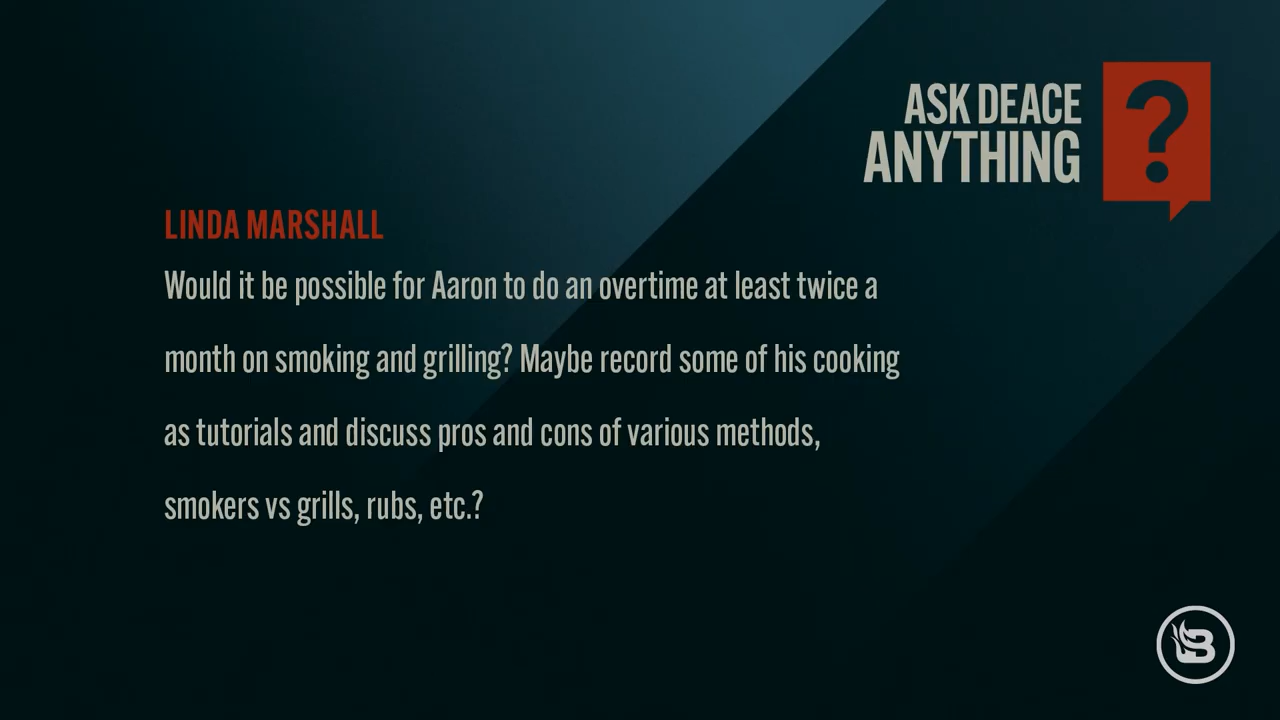 ASK DEACE
ANYTHING
?
LINDA MARSHALL
Would it be possible for Aaron to do an overtime at least twice a
month on smoking and grilling? Maybe record some of his cooking
as tutorials and discuss pros and cons of various methods,
smokers vs grills, rubs, etc.?
B